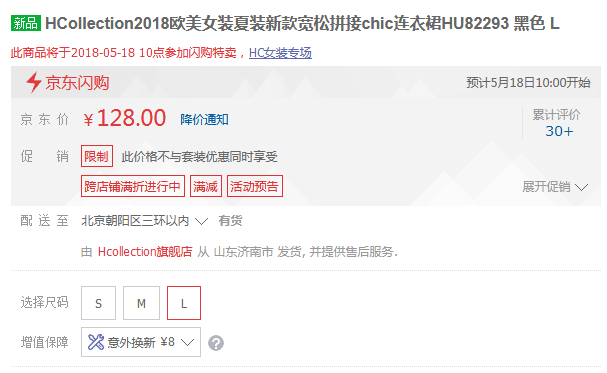 新品 HCollection2018欧美女装夏装新款宽松拼接chic连衣裙HU82293 黑色 L
此商品将于2018-05-18 10点参加闪购特卖，HC女装专场
京东闪购 预计5月18日10:00开始
京东价 ￥128.00 降价通知 累计评价
30+
促销 限制 此价格不与套装优惠同时享受
跨店铺满折进行中 满减 活动预告 展开促销
配送至 北京朝阳区三环以内 有货
由 Hcollection旗舰店 从 山东济南市 发货, 并提供售后服务.
选择尺码 S M L
增值保障 意外换新 ¥8 ?